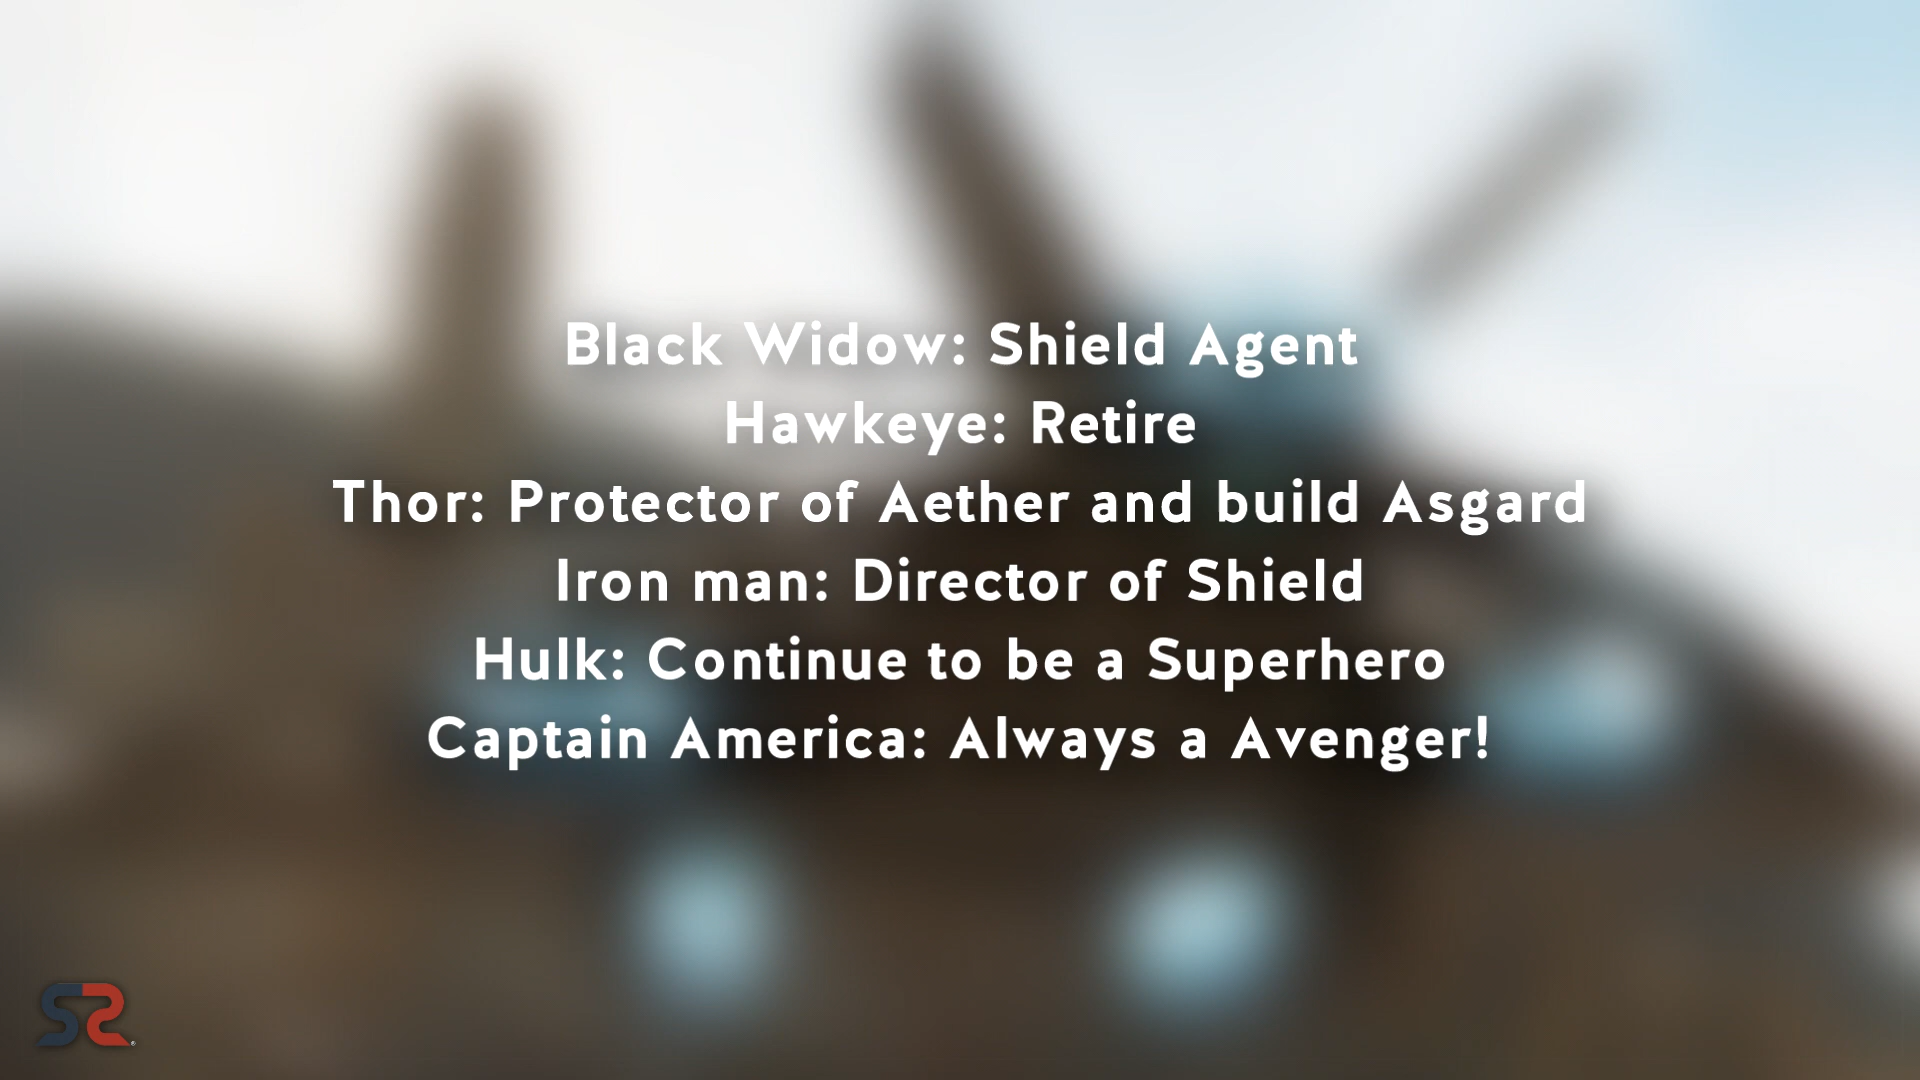 Black Widow: Shield Agent
Hawkeye: Retire
Thor: Protector of Aether and build Asgard
Iron man: Director of Shield
Hulk: Continue to be a Superhero
Captain America: Always a Avenger!
SR